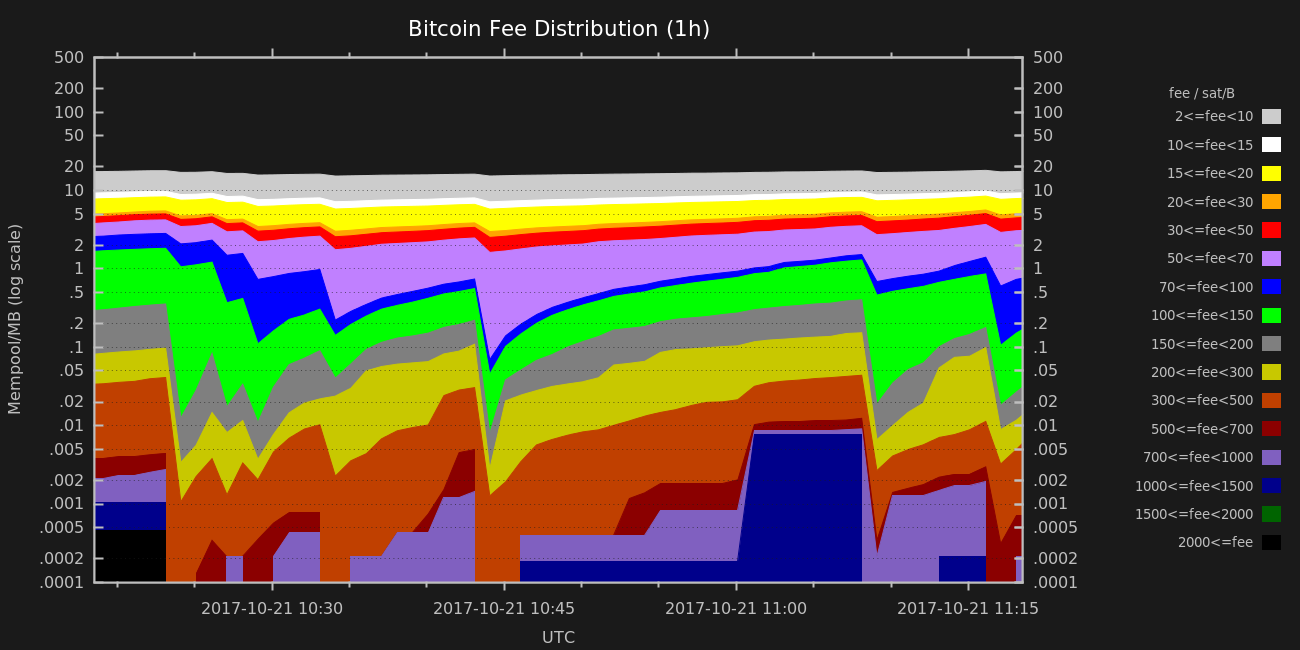 Bitcoin Fee Distribution (1h)
500
200
100
50
20
10
5
2
1
.5
.2
.1
.05
.02
.01
.005
.002
.001
.0005
.0002
.0001
Mempool/MB (log scale)
500
200
100
50
20
10
5
2
1
.5
.2
.1
.05
.02
.01
.005
.002
.001
.0005
.0002
.0001
2017-10-21 10:30
2017-10-21 10:45
2017-10-21 11:00
2017-10-21 11:15
UTC
fee / sat/B
2<=fee<10
10<=fee<15
15<=fee<20
20<=fee<30
30<=fee<50
50<=fee<70
70<=fee<100
100<=fee<150
150<=fee<200
200<=fee<300
300<=fee<500
500<=fee<700
700<=fee<1000
1000<=fee<1500
1500<=fee<2000
2000<=fee